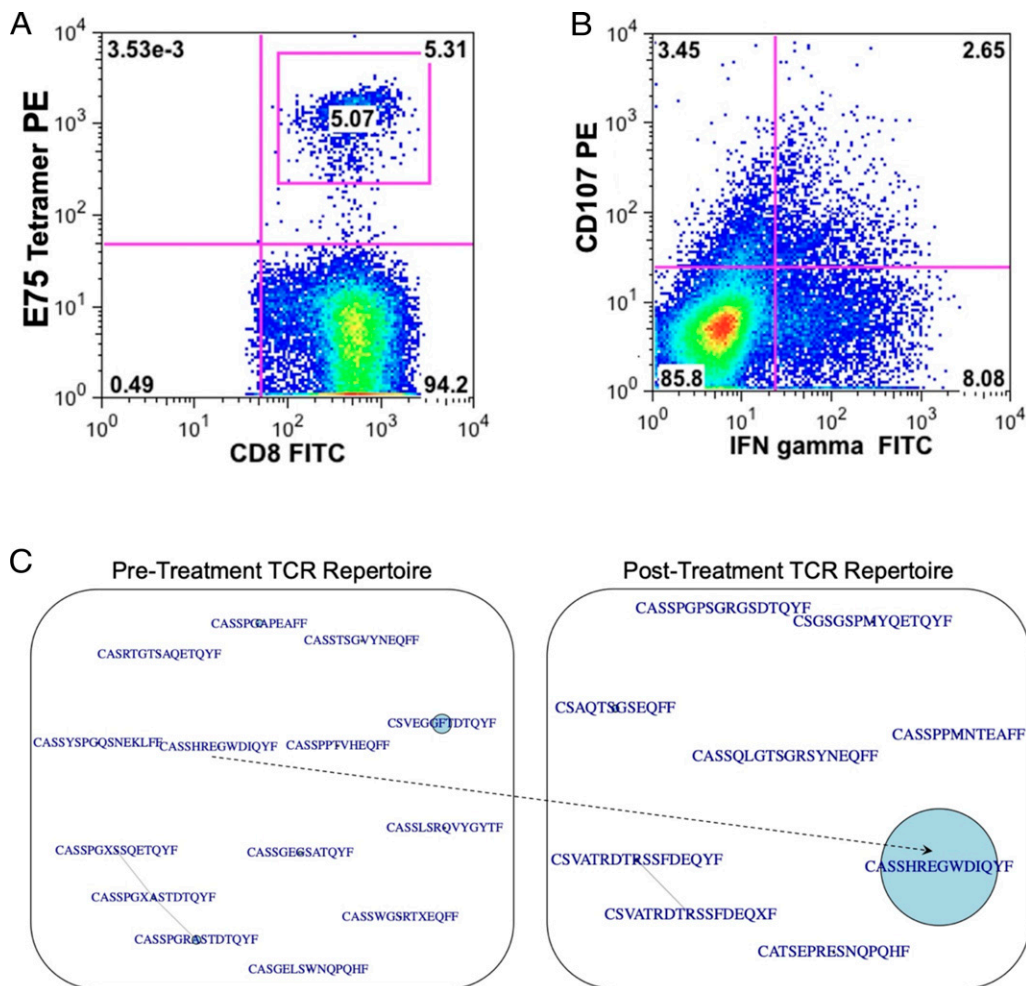 A
B
10^4
3.53e-3
5.31
5.07
10^3
10^2
10^1
10^0
0.49
94.2
10^0
10^1
10^2
10^3
10^4
E75 Tetramer PE
CD8 FITC
10^4
3.45
2.65
10^3
10^2
10^1
10^0
85.8
8.08
10^0
10^1
10^2
10^3
10^4
CD107 PE
IFN gamma FITC
C
Pre-Treatment TCR Repertoire
CASSPGAPEAFF
CASSTSGVYNEQFF
CASRTGTSAQETQYF
CSVEGGFTDTQYF
CASSYSPGQSNEKLFF
CASSHREGWDIQYF
CASSPPTVHEQFF
CASSLSRQVYGYTF
CASSPGXSSQETQYF
CASSGEGSATQYF
CASSPGXASTDTQYF
CASSWGSRTXEQFF
CASSPGRASTDTQYF
CASGELSWNQPQHF
Post-Treatment TCR Repertoire
CASSPGPSGRGSDTQYF
CSGSGSPMYQETQYF
CSAQTSGSEQFF
CASSPPMNTEAFF
CASSQLGTSGRSYNEQFF
CSVATRDTRSSFDEQYF
CASSHREGWDIQYF
CSVATRDTRSSFDEQXF
CATSEPRESNQPQHF